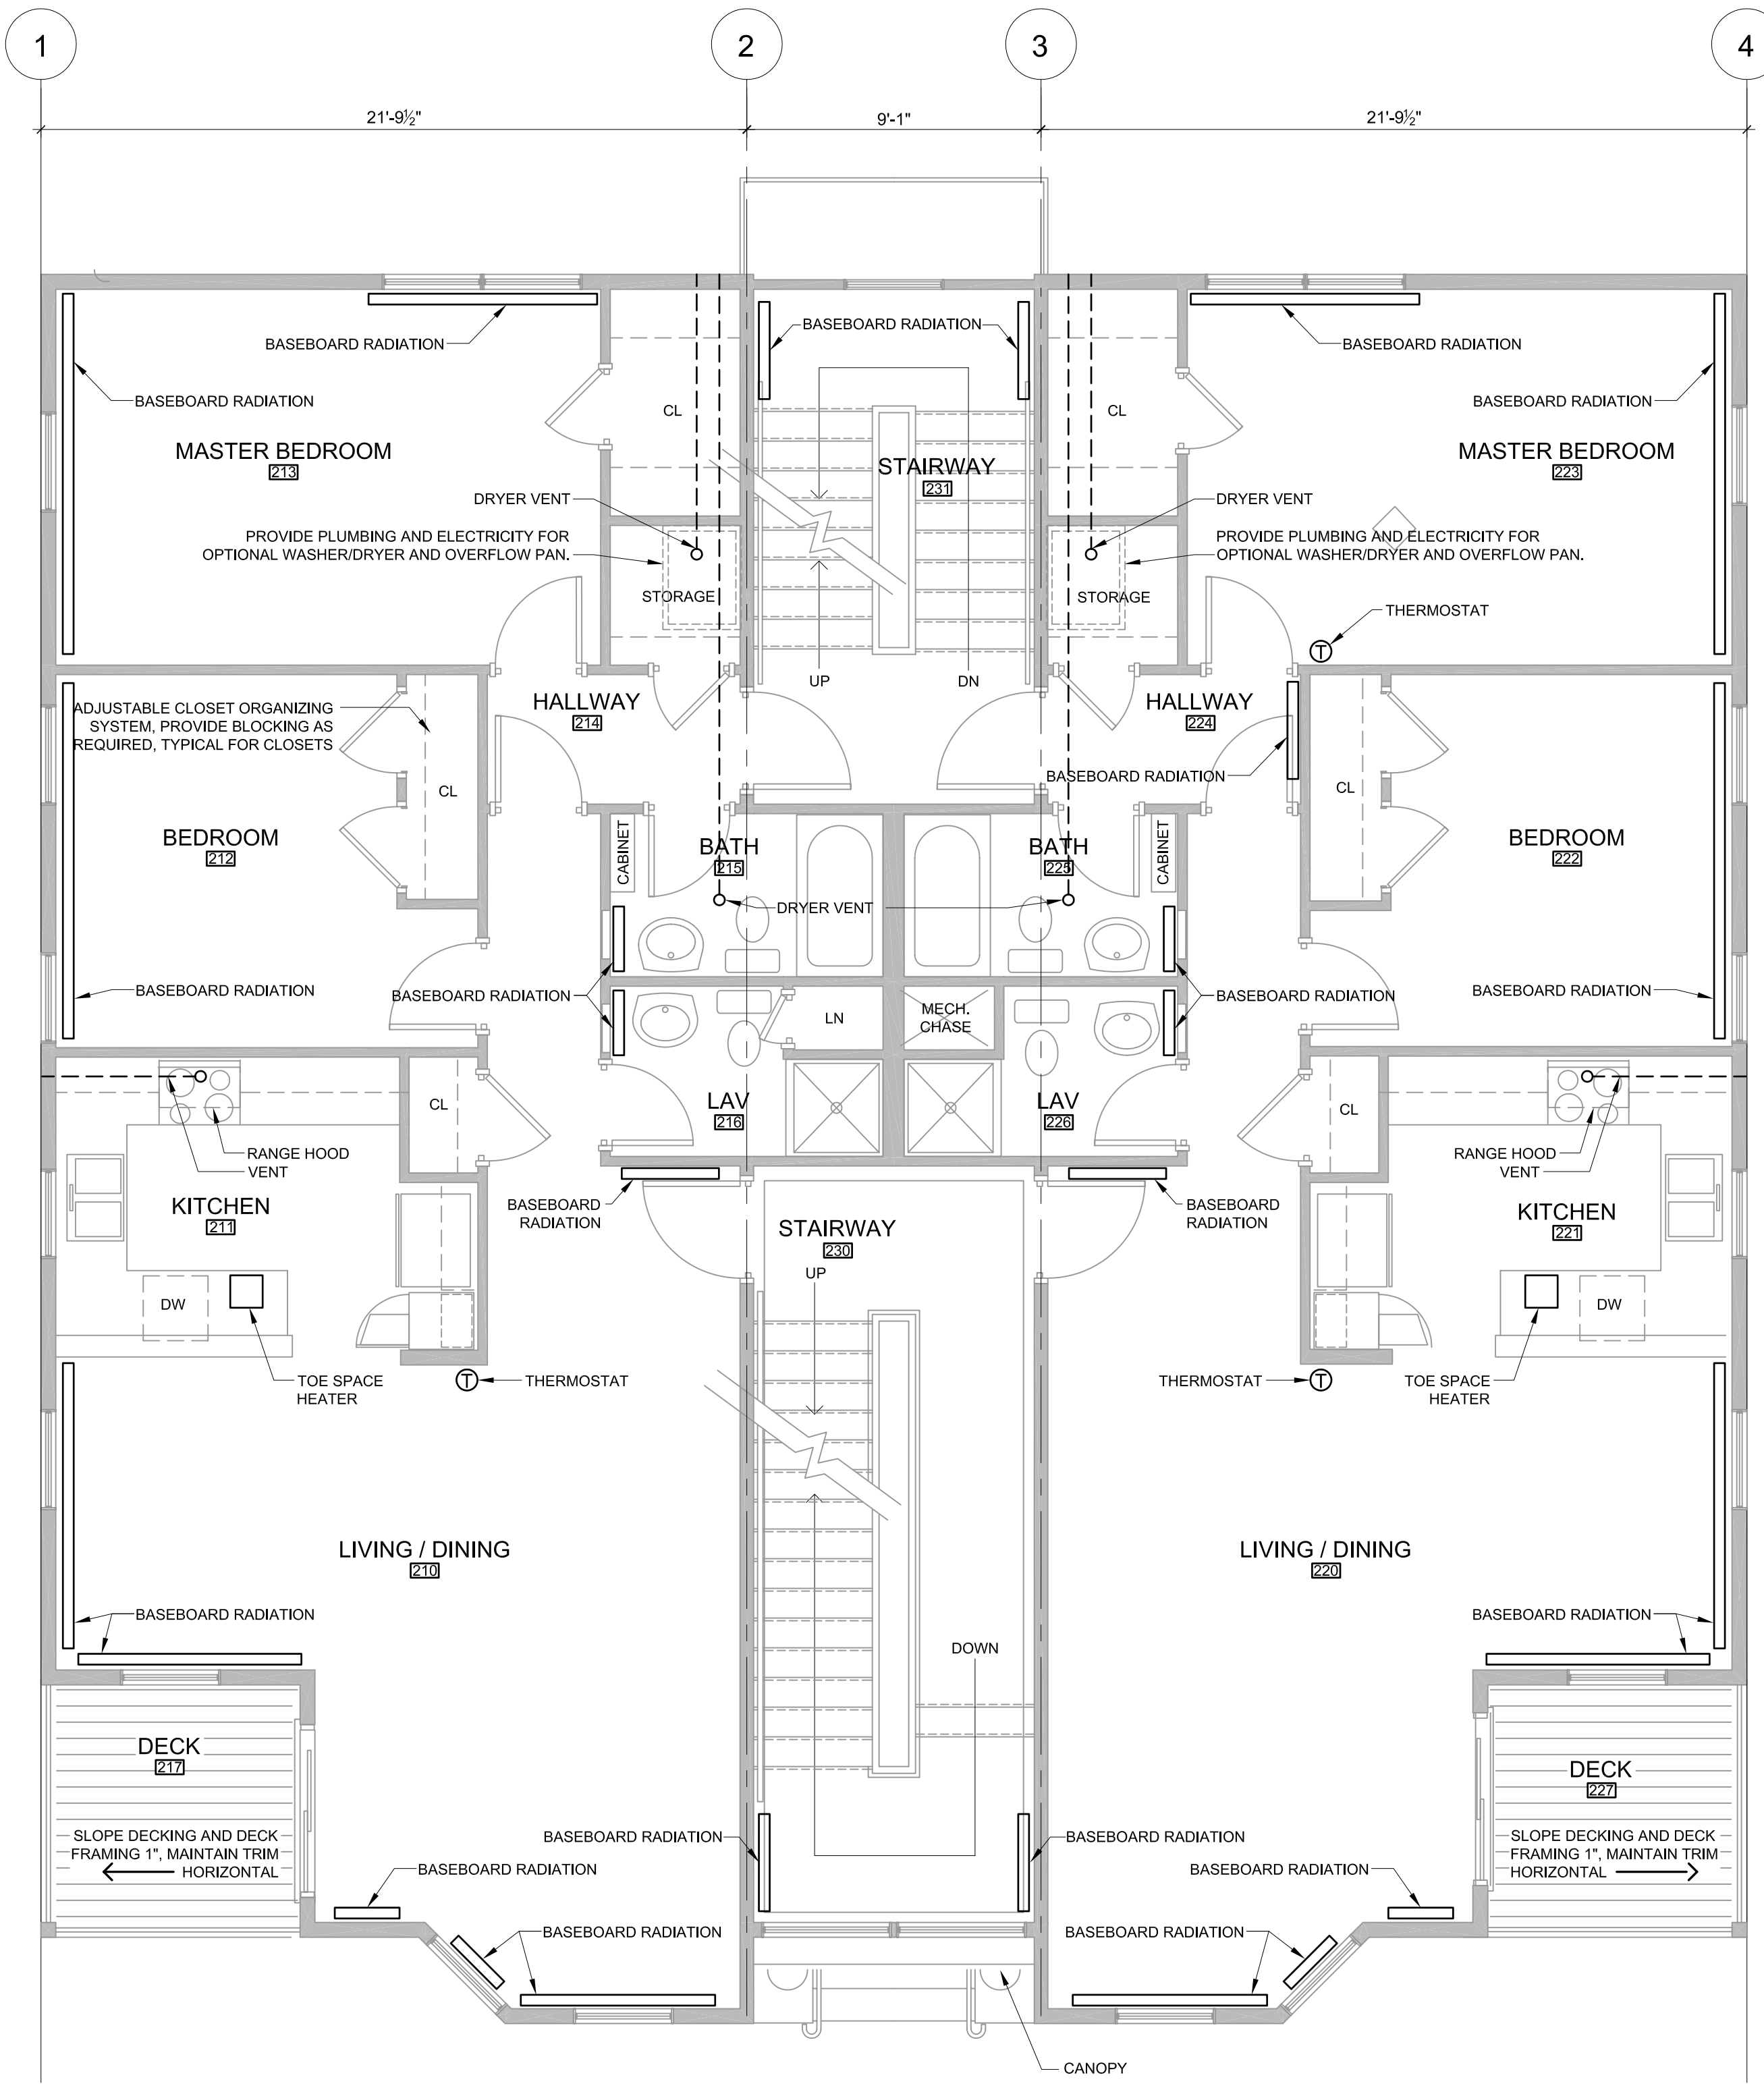 1
2
3
4
21'-9½"
9'-1"
21'-9½"
BASEBOARD RADIATION
BASEBOARD RADIATION
BASEBOARD RADIATION
BASEBOARD RADIATION
BASEBOARD RADIATION
CL
CL
MASTER BEDROOM
213
STAIRWAY
231
MASTER BEDROOM
223
DRYER VENT
DRYER VENT
PROVIDE PLUMBING AND ELECTRICITY FOR
OPTIONAL WASHER/DRYER AND OVERFLOW PAN.
PROVIDE PLUMBING AND ELECTRICITY FOR
OPTIONAL WASHER/DRYER AND OVERFLOW PAN.
STORAGE
STORAGE
THERMOSTAT
T
UP
DN
HALLWAY
214
HALLWAY
224
ADJUSTABLE CLOSET ORGANIZING
SYSTEM, PROVIDE BLOCKING AS
REQUIRED, TYPICAL FOR CLOSETS
BASEBOARD RADIATION
CL
CL
BEDROOM
212
CABINET
BATH
215
BATH
225
CABINET
BEDROOM
222
DRYER VENT
BASEBOARD RADIATION
BASEBOARD RADIATION
BASEBOARD RADIATION
BASEBOARD RADIATION
LN
MECH.
CHASE
CL
LAV
216
LAV
226
CL
RANGE HOOD
VENT
RANGE HOOD
VENT
KITCHEN
211
BASEBOARD
RADIATION
STAIRWAY
230
BASEBOARD
RADIATION
KITCHEN
221
UP
DW
DW
TOE SPACE
HEATER
T
THERMOSTAT
THERMOSTAT
T
TOE SPACE
HEATER
LIVING / DINING
210
LIVING / DINING
220
BASEBOARD RADIATION
BASEBOARD RADIATION
DOWN
DECK
217
DECK
227
SLOPE DECKING AND DECK
FRAMING 1", MAINTAIN TRIM
HORIZONTAL
BASEBOARD RADIATION
BASEBOARD RADIATION
SLOPE DECKING AND DECK
FRAMING 1", MAINTAIN TRIM
HORIZONTAL
BASEBOARD RADIATION
BASEBOARD RADIATION
BASEBOARD RADIATION
BASEBOARD RADIATION
CANOPY